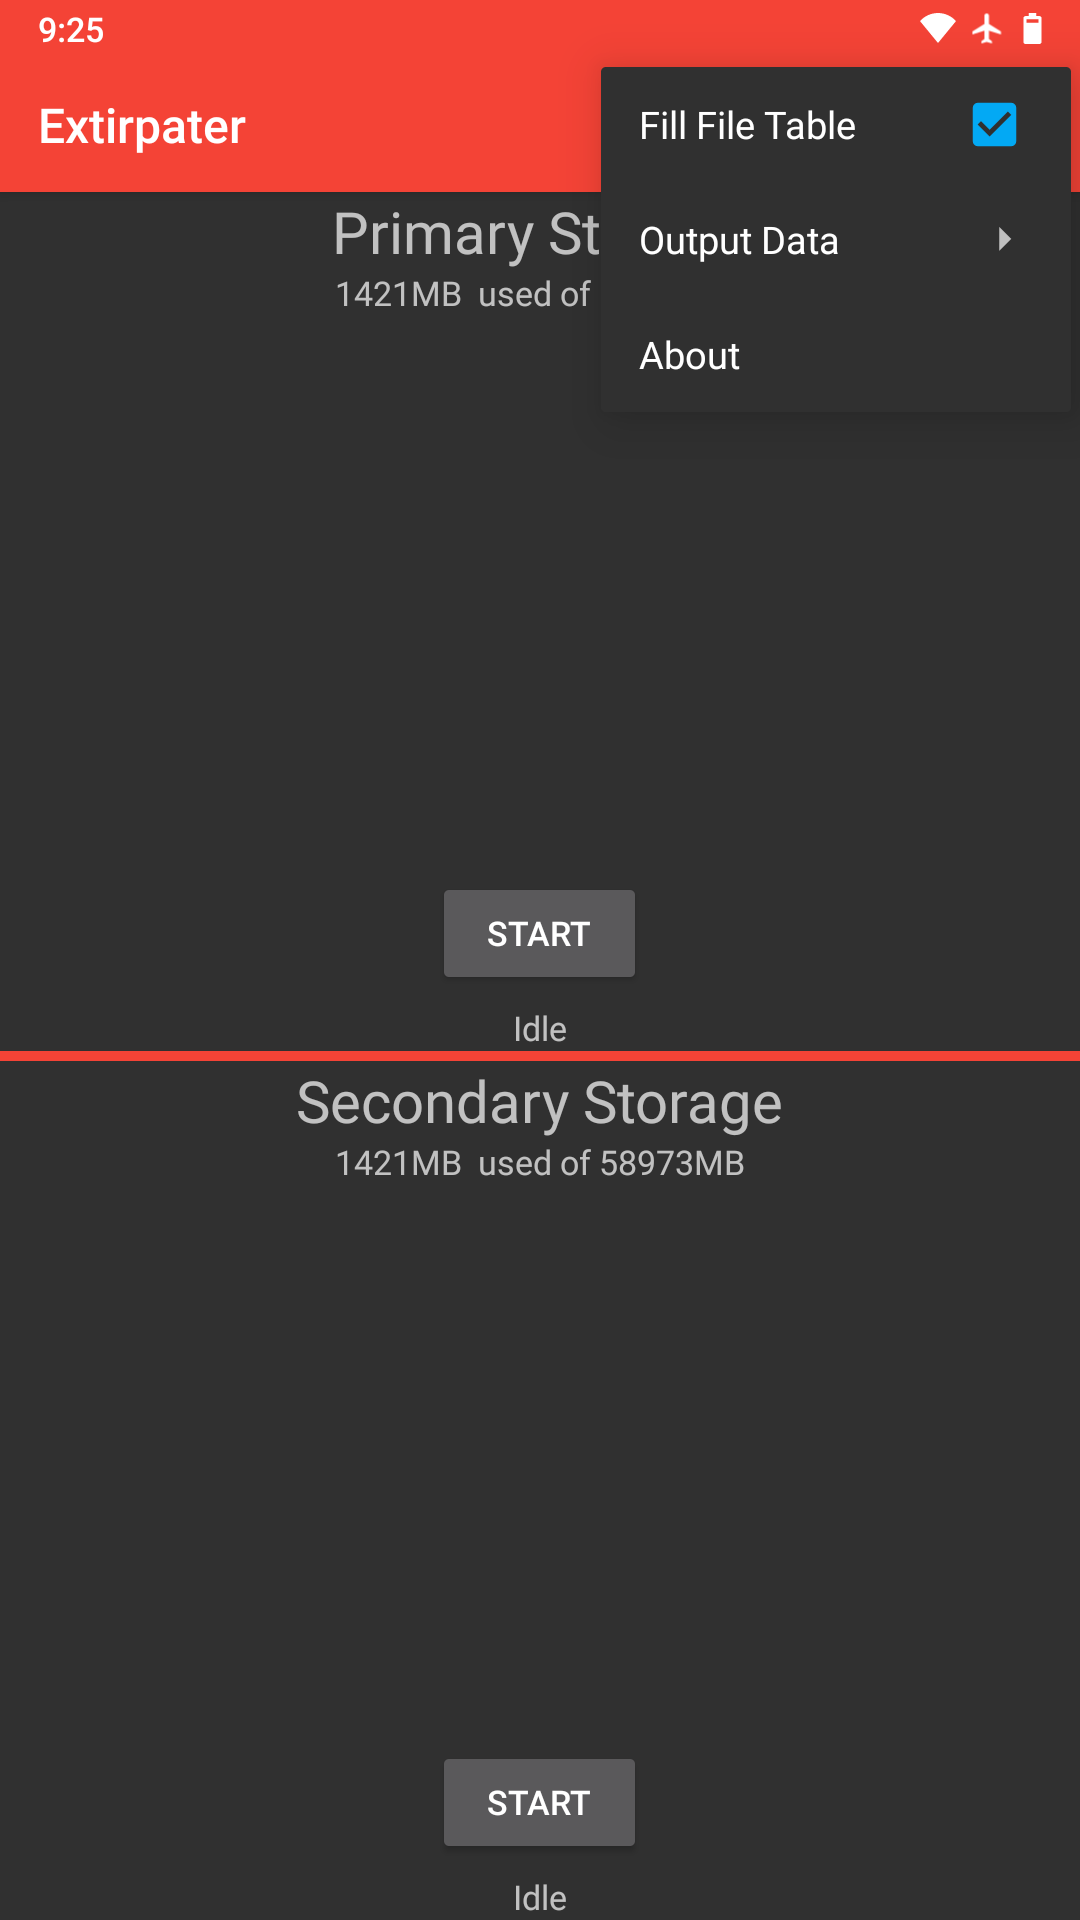 9:25
Extirpater
Fill File Table
Output Data
About
Primary St
1421MB  used of
START
Idle
Secondary Storage
1421MB  used of 58973MB
START
Idle